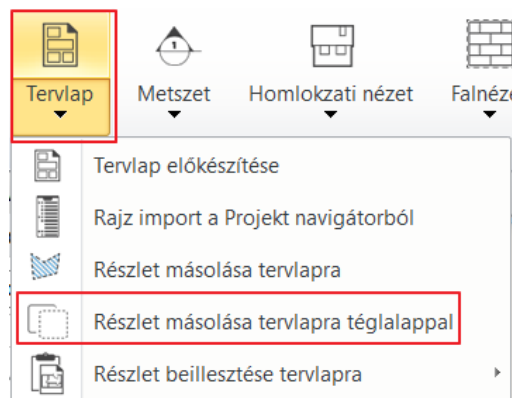 Tervlap Metszet Homlokzati nézet
Tervlap előkészítése
Rajz import a Projekt navigátorból
Részlet másolása tervlapra
Részlet másolása tervlapra téglalappal
Részlet beillesztése tervlapra